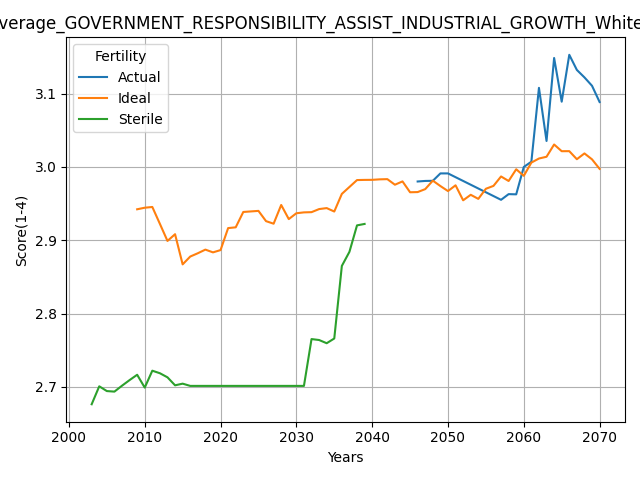 verage_GOVERNMENT_RESPONSIBILITY_ASSIST_INDUSTRIAL_GROWTH_White
Fertility
Actual
Ideal
Sterile
Score(1-4)
3.1
3.0
2.9
2.8
2.7
2000 2010 2020 2030 2040 2050 2060 2070
Years